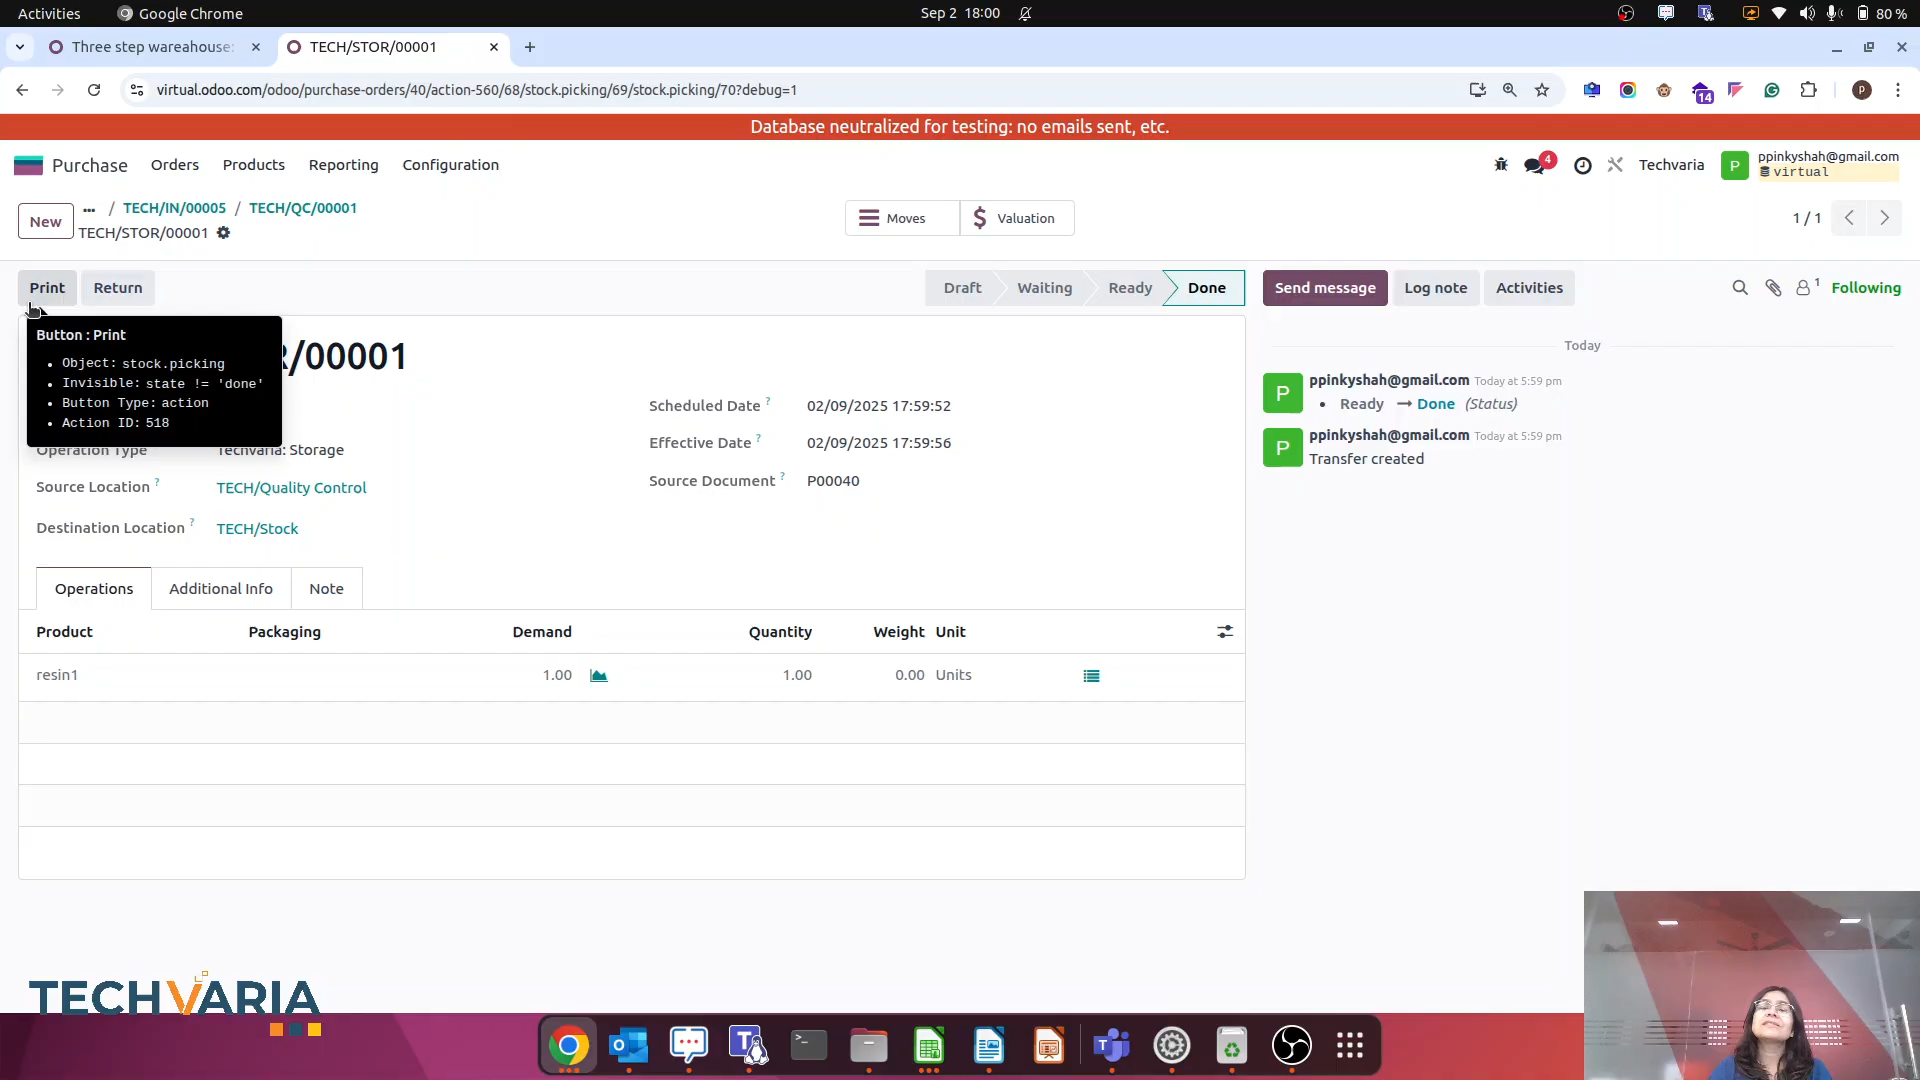 Activities
Google Chrome
Sep 2 18:00
80 %
Three step wareahouse
TECH/STOR/00001
virtual.odoo.com/odoo/purchase-orders/40/action-560/68/stock.picking/69/stock.picking/70?debug=1
14
P
Database neutralized for testing: no emails sent, etc.
Purchase
Orders
Products
Reporting
Configuration
4
Techvaria
P
ppinkyshah@gmail.com
virtual
New
... / TECH/IN/00005 / TECH/QC/00001
TECH/STOR/00001
Moves
Valuation
1 / 1
Print
Return
Draft
Waiting
Ready
Done
Send message
Log note
Activities
1
Following
Button : Print
• Object: stock.picking
• Invisible: state != 'done'
• Button Type: action
• Action ID: 518
R/00001
Operation Type
Techvaria: Storage
Source Location ?
TECH/Quality Control
Destination Location ?
TECH/Stock
Scheduled Date ?
02/09/2025 17:59:52
Effective Date ?
02/09/2025 17:59:56
Source Document ?
P00040
Today
P
ppinkyshah@gmail.com Today at 5:59 pm
• Ready → Done (Status)
P
ppinkyshah@gmail.com Today at 5:59 pm
Transfer created
Operations
Additional Info
Note
Product Packaging Demand Quantity Weight Unit
resin1 1.00 1.00 0.00 Units
TECHVARIA